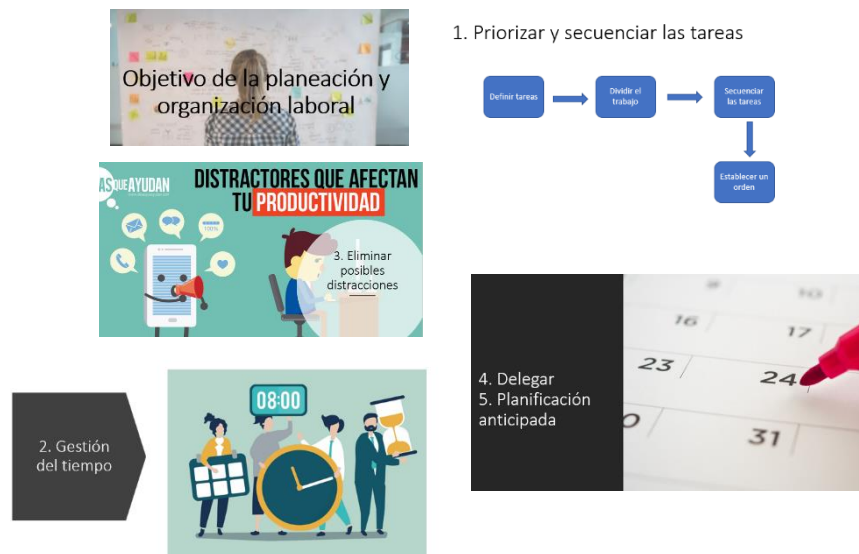 Objetivo de la planeación y
organización laboral
1. Priorizar y secuenciar las tareas
Definir tareas
Dividir el
trabajo
Secuenciar
las tareas
Establecer un
orden
AS QUE AYUDAN
DISTRACTORES QUE AFECTAN
TU PRODUCTIVIDAD
100%
3. Eliminar
posibles
distracciones
4. Delegar
5. Planificación
anticipada
16
17
23
24
31
2. Gestión
del tiempo
08:00